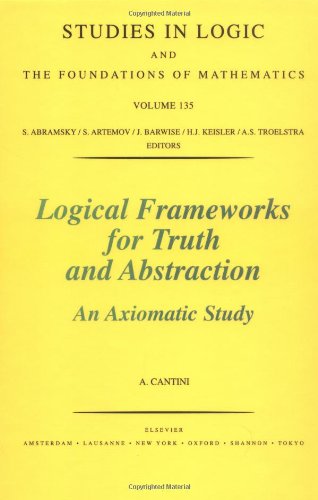 STUDIES IN LOGIC
AND
THE FOUNDATIONS OF MATHEMATICS
VOLUME 135
S. ABRAMSKY / S. ARTEMOV / J. BARWISE / H.J. KEISLER / A.S. TROELSTRA
EDITORS
Logical Frameworks
for Truth
and Abstraction
An Axiomatic Study
A. CANTINI
ELSEVIER
AMSTERDAM – LAUSANNE – NEW YORK – OXFORD – SHANNON – TOKYO